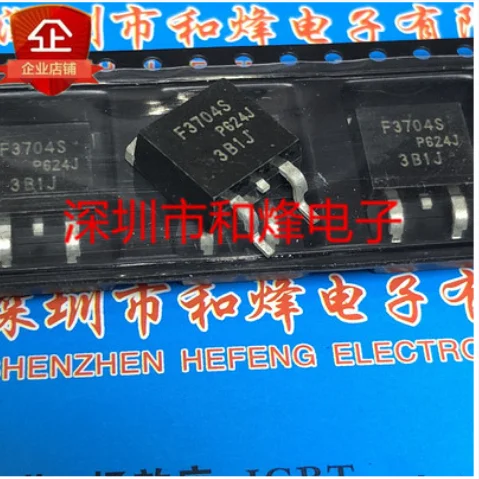 深圳市和烽电子有限
企
企业店铺
F3704S
P624J
3B1J
F3704S
P624J
3B1J
F3704S
P624J
3B1J
深圳市和烽电子
深圳市和烽电子有
SHENZHEN HEFENG ELECTRO
IGBT